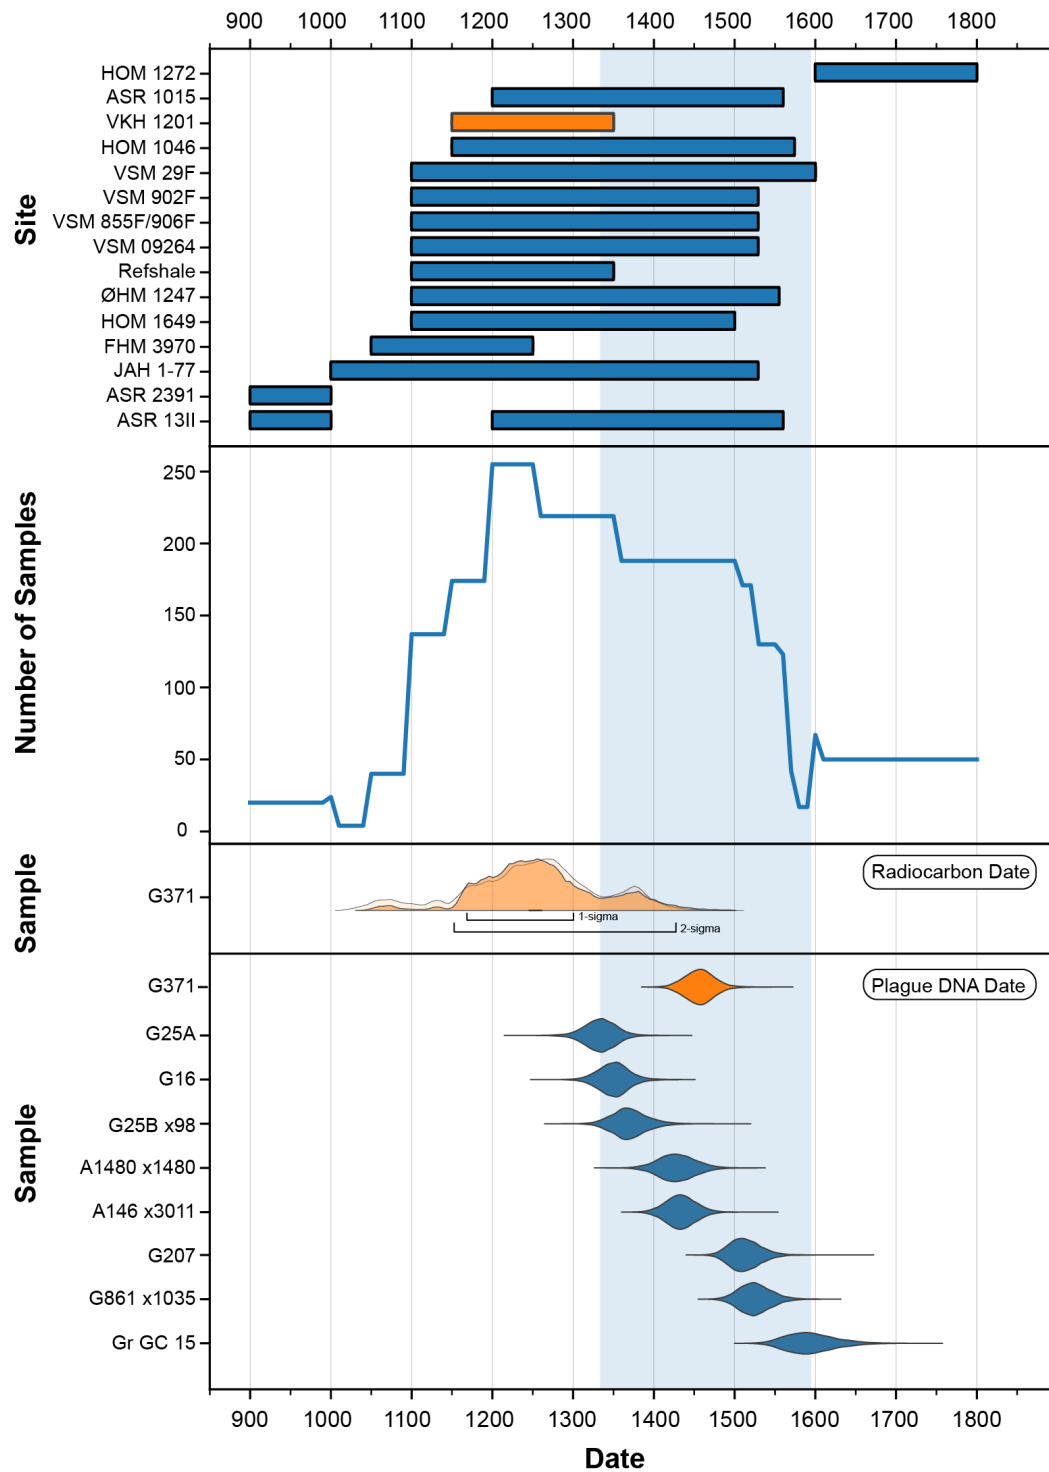 900 1000 1100 1200 1300 1400 1500 1600 1700 1800
Site
HOM 1272
ASR 1015
VKH 1201
HOM 1046
VSM 29F
VSM 902F
VSM 855F/906F
VSM 09264
Refshale
ØHM 1247
HOM 1649
FHM 3970
JAH 1-77
ASR 2391
ASR 13II
Number of Samples
250
200
150
100
50
0
Sample
G371
Radiocarbon Date
1-sigma
2-sigma
Sample
G371
Plague DNA Date
G25A
G16
G25B x98
A1480 x1480
A146 x3011
G207
G861 x1035
Gr GC 15
900 1000 1100 1200 1300 1400 1500 1600 1700 1800
Date